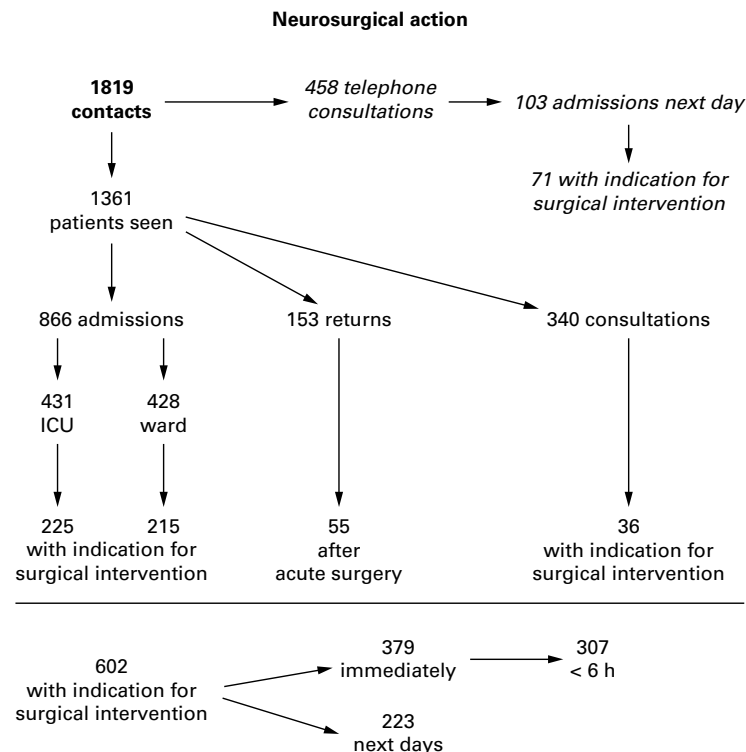 Neurosurgical action
1819
contacts
458 telephone
consultations
103 admissions next day
71 with indication for
surgical intervention
1361
patients seen
866 admissions
153 returns
340 consultations
431
ICU
428
ward
225
215
with indication for
surgical intervention
55
after
acute surgery
36
with indication for
surgical intervention
602
with indication for
surgical intervention
379
immediately
307
< 6 h
223
next days